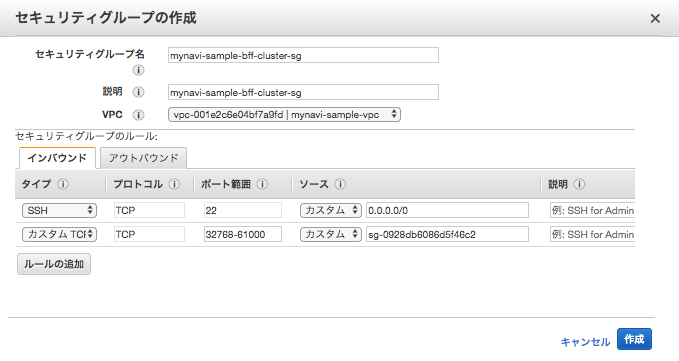 セキュリティグループの作成
セキュリティグループ名
mynavi-sample-bff-cluster-sg
説明
mynavi-sample-bff-cluster-sg
VPC
vpc-001e2c6e04bf7a9fd | mynavi-sample-vpc
セキュリティグループのルール:
インバウンド アウトバウンド
タイプ プロトコル ポート範囲 ソース 説明
SSH TCP 22 カスタム 0.0.0.0/0 例: SSH for Admin
カスタム TCP TCP 32768-61000 カスタム sg-0928db6086d5f46c2 例: SSH for Admin
ルールの追加
キャンセル 作成